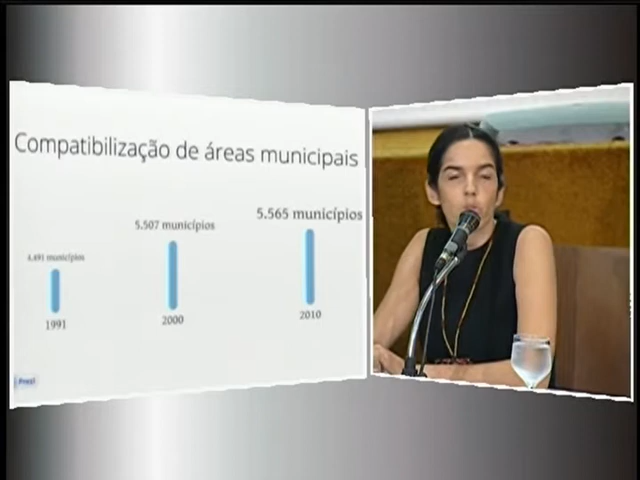 Compatibilização de áreas municipais
5.565 municípios
5.507 municípios
4.491 municípios
1991
2000
2010
Prezi